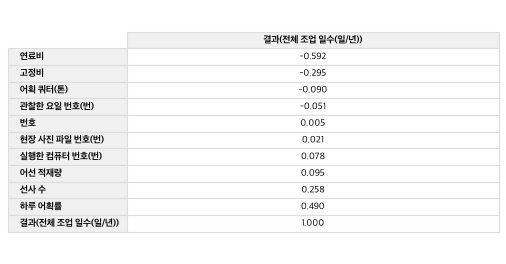 결과(전체 조업 일수(일/년))
연료비 -0.592
고정비 -0.295
어획 쿼터(톤) -0.090
관찰한 요일 번호(번) -0.051
번호 0.005
현장 사진 파일 번호(번) 0.021
실행한 컴퓨터 번호(번) 0.078
어선 적재량 0.095
선사 수 0.258
하루 어획률 0.490
결과(전체 조업 일수(일/년)) 1.000